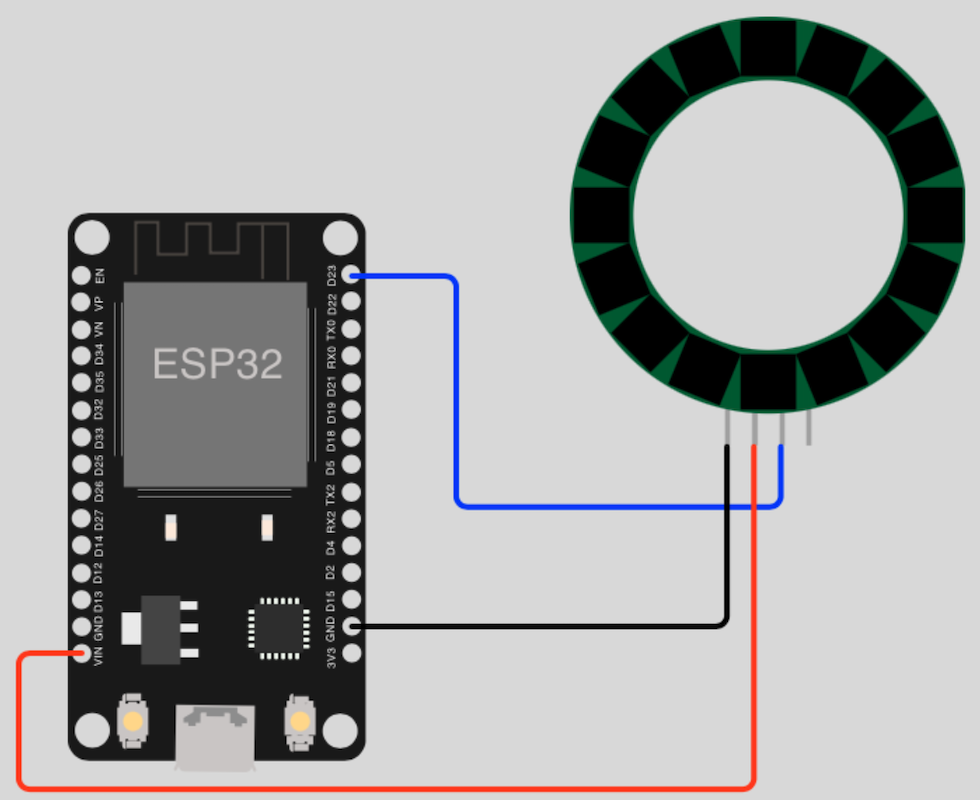 ESP32
EN
VP
VN
D34
D35
D32
D33
D25
D26
D27
D14
D12
D13
GND
VIN
D23
D22
TX0
RX0
D21
D19
D18
D5
TX2
RX2
D4
D2
D15
GND
3V3